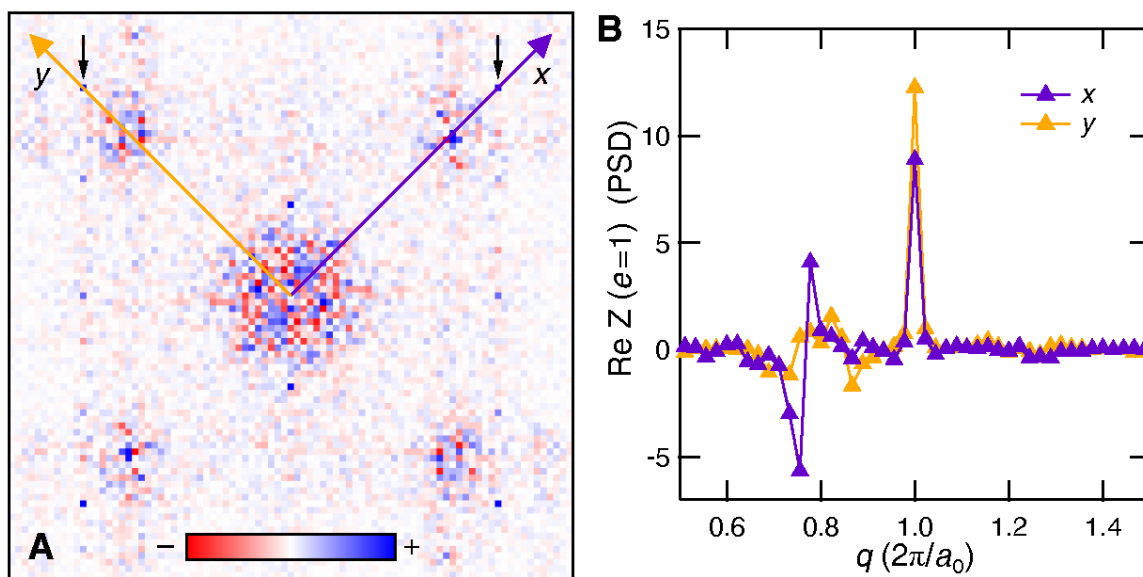 y
x
− +
A
B
15
10
5
0
-5
Re Z (e=1) (PSD)
x
y
0.6 0.8 1.0 1.2 1.4
q (2π/a₀)